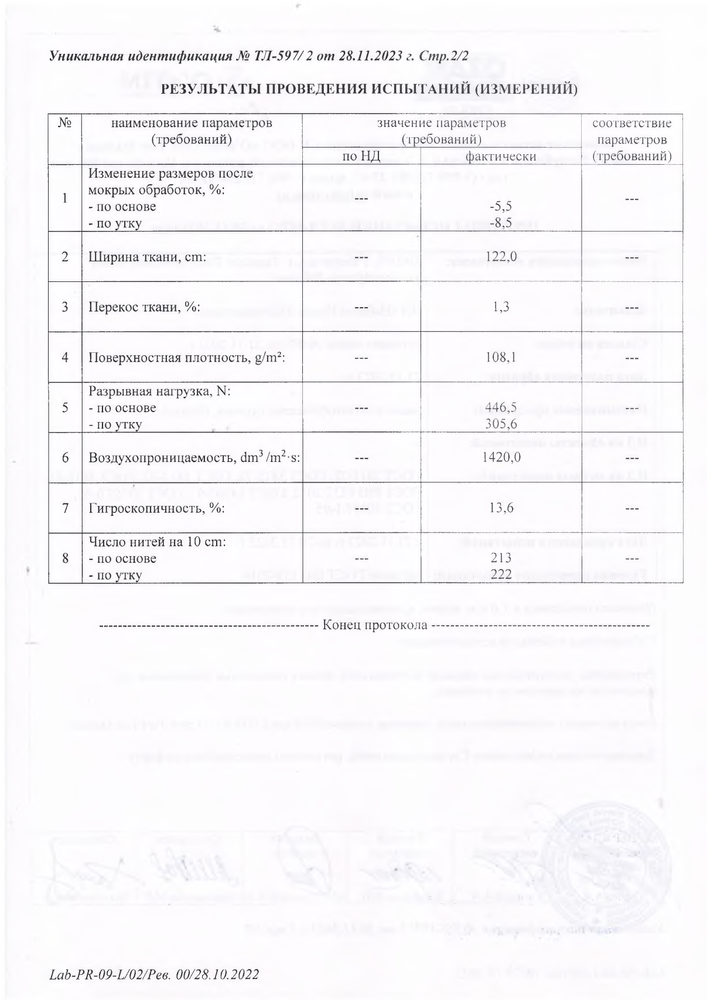 Уникальная идентификация № ТЛ-597/ 2 от 28.11.2023 г. Стр.2/2
РЕЗУЛЬТАТЫ ПРОВЕДЕНИЯ ИСПЫТАНИЙ (ИЗМЕРЕНИЙ)
№ наименование параметров значение параметров соответствие
(требований) (требований) параметров
по НД фактически (требований)
Изменение размеров после
мокрых обработок, %:
1 --- ---
- по основе -5,5
- по утку -8,5
2 Ширина ткани, cm: --- 122,0 ---
3 Перекос ткани, %: --- 1,3 ---
4 Поверхностная плотность, g/m²: --- 108,1 ---
Разрывная нагрузка, N:
5 - по основе --- 446,5 ---
- по утку 305,6
6 Воздухопроницаемость, dm³ /m²·s: --- 1420,0 ---
7 Гигроскопичность, %: --- 13,6 ---
Число нитей на 10 cm:
8 - по основе --- 213 ---
- по утку 222
----------------------------------------------- Конец протокола -----------------------------------------------
Lab-PR-09-L/02/Рев. 00/28.10.2022